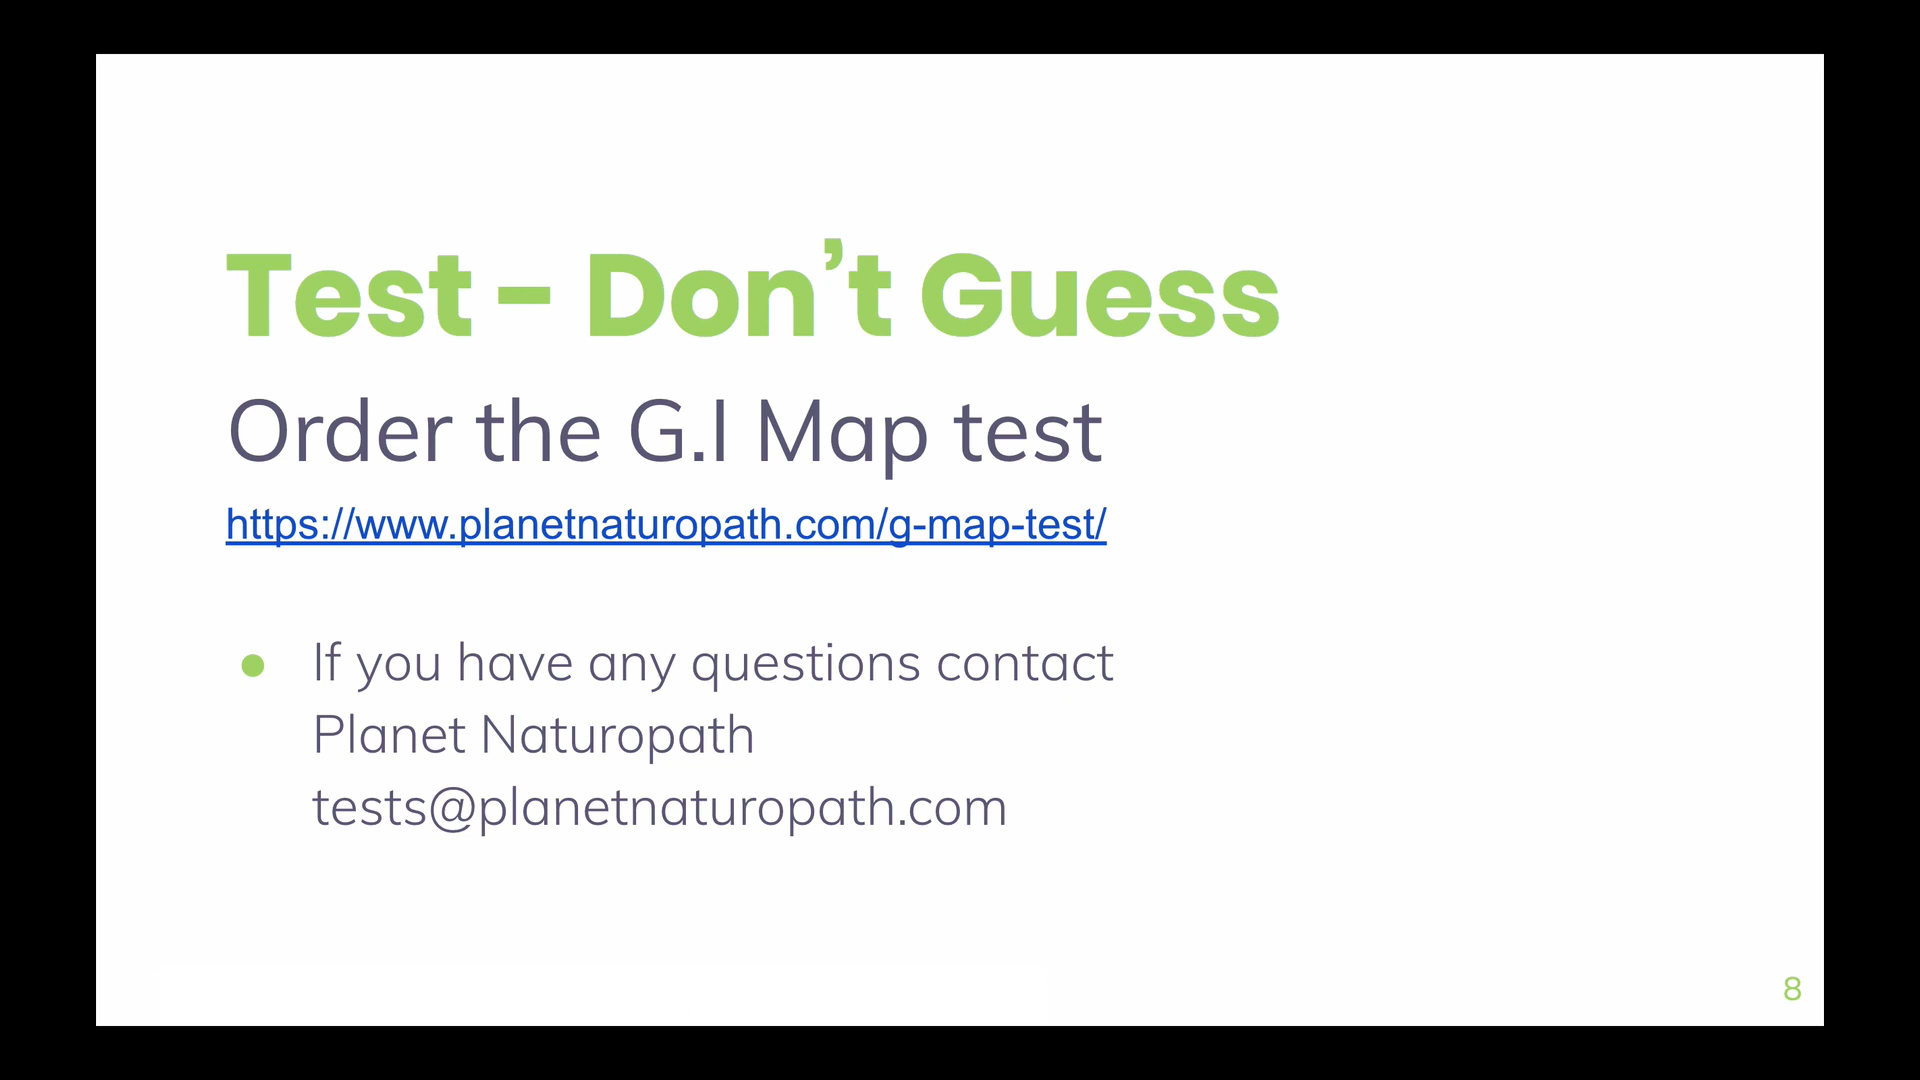 Test - Don’t Guess
Order the G.I Map test
https://www.planetnaturopath.com/g-map-test/
● If you have any questions contact
Planet Naturopath
tests@planetnaturopath.com
8